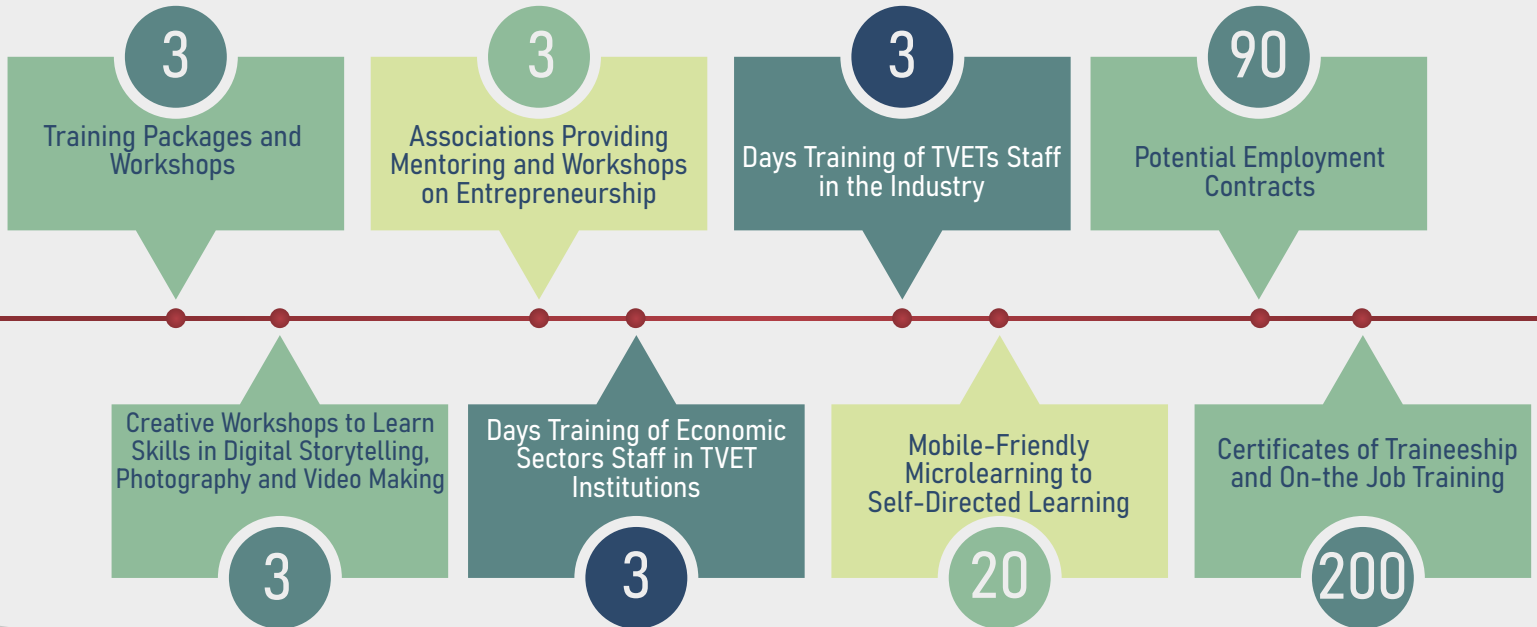 3
Training Packages and
Workshops
3
Associations Providing
Mentoring and Workshops
on Entrepreneurship
3
Days Training of TVETs Staff
in the Industry
90
Potential Employment
Contracts
Creative Workshops to Learn
Skills in Digital Storytelling,
Photography and Video Making
3
Days Training of Economic
Sectors Staff in TVET
Institutions
3
Mobile-Friendly
Microlearning to
Self-Directed Learning
20
Certificates of Traineeship
and On-the Job Training
200